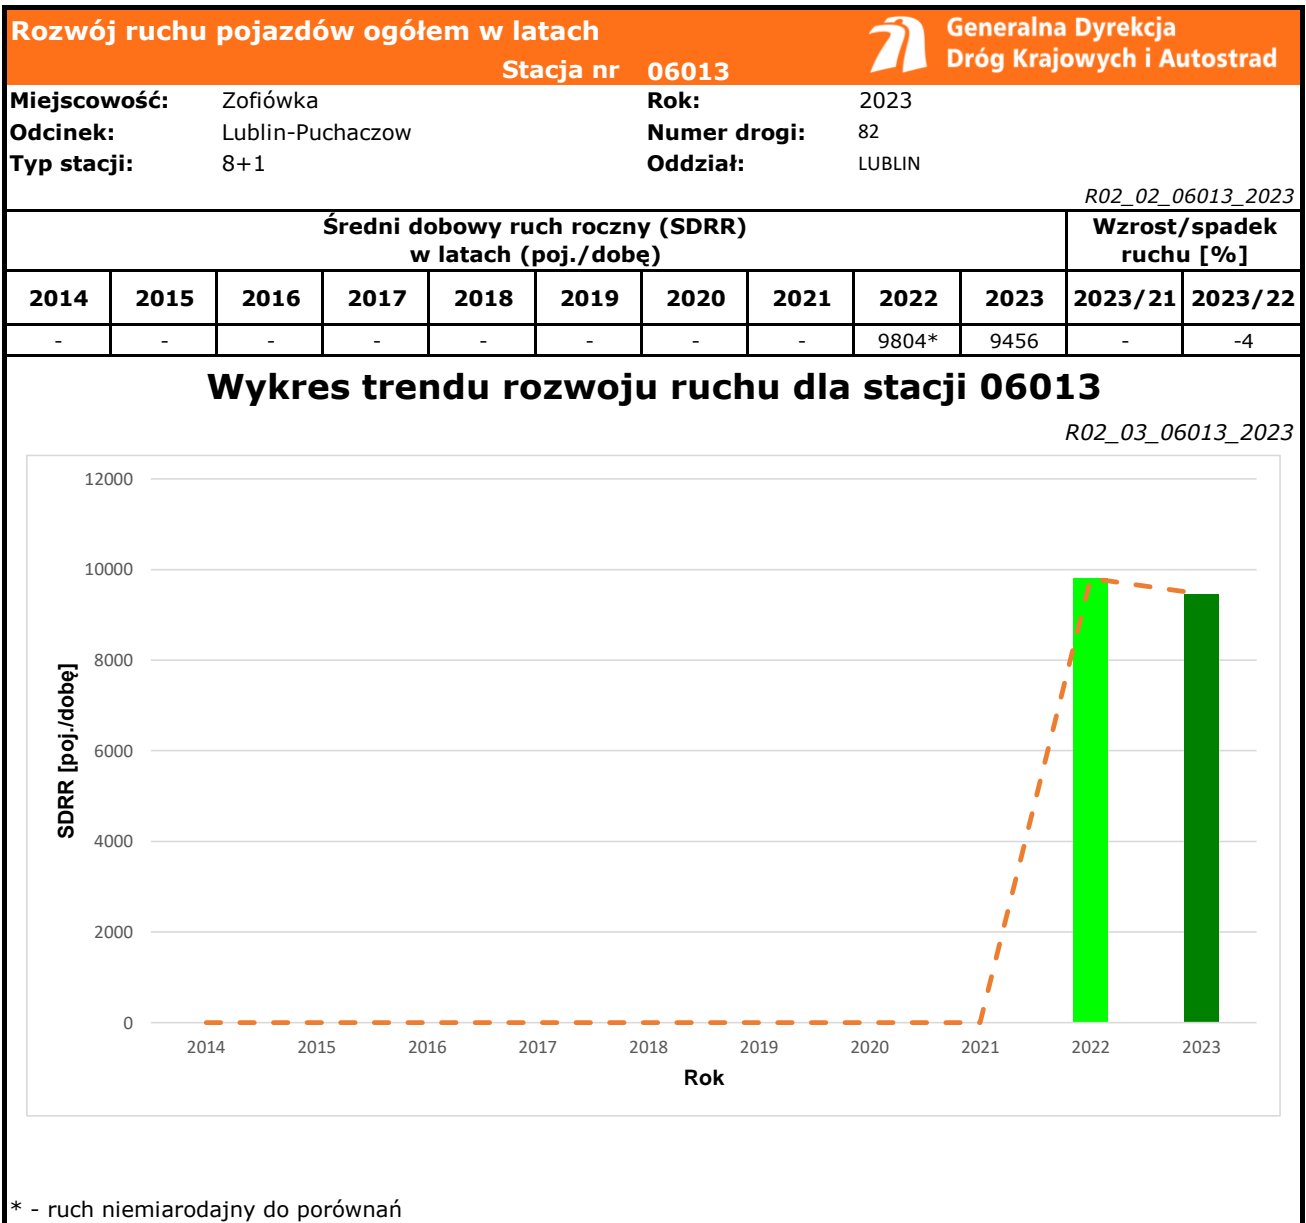 Rozwój ruchu pojazdów ogółem w latach
Stacja nr 06013
Generalna Dyrekcja
Dróg Krajowych i Autostrad
Miejscowość: Zofiówka Rok: 2023
Odcinek: Lublin-Puchaczow Numer drogi: 82
Typ stacji: 8+1 Oddział: LUBLIN
R02_02_06013_2023
Średni dobowy ruch roczny (SDRR)
w latach (poj./dobę)
Wzrost/spadek
ruchu [%]
2014 2015 2016 2017 2018 2019 2020 2021 2022 2023 2023/21 2023/22
- - - - - - - - 9804* 9456 - -4
Wykres trendu rozwoju ruchu dla stacji 06013
R02_03_06013_2023
12000
10000
8000
6000
4000
2000
0
SDRR [poj./dobę]
2014 2015 2016 2017 2018 2019 2020 2021 2022 2023
Rok
* - ruch niemiarodajny do porównań